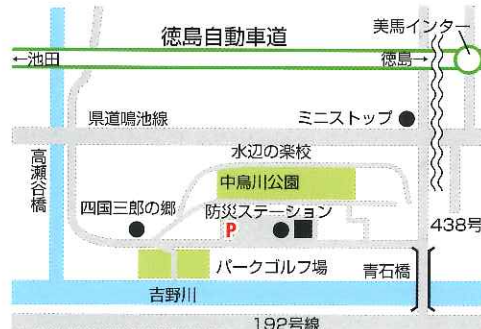 美馬インター
徳島自動車道
←池田
徳島→
県道鳴池線
ミニストップ
水辺の楽校
高瀬谷橋
中鳥川公園
四国三郎の郷
防災ステーション
P
438号
パークゴルフ場
青石橋
吉野川
192号線